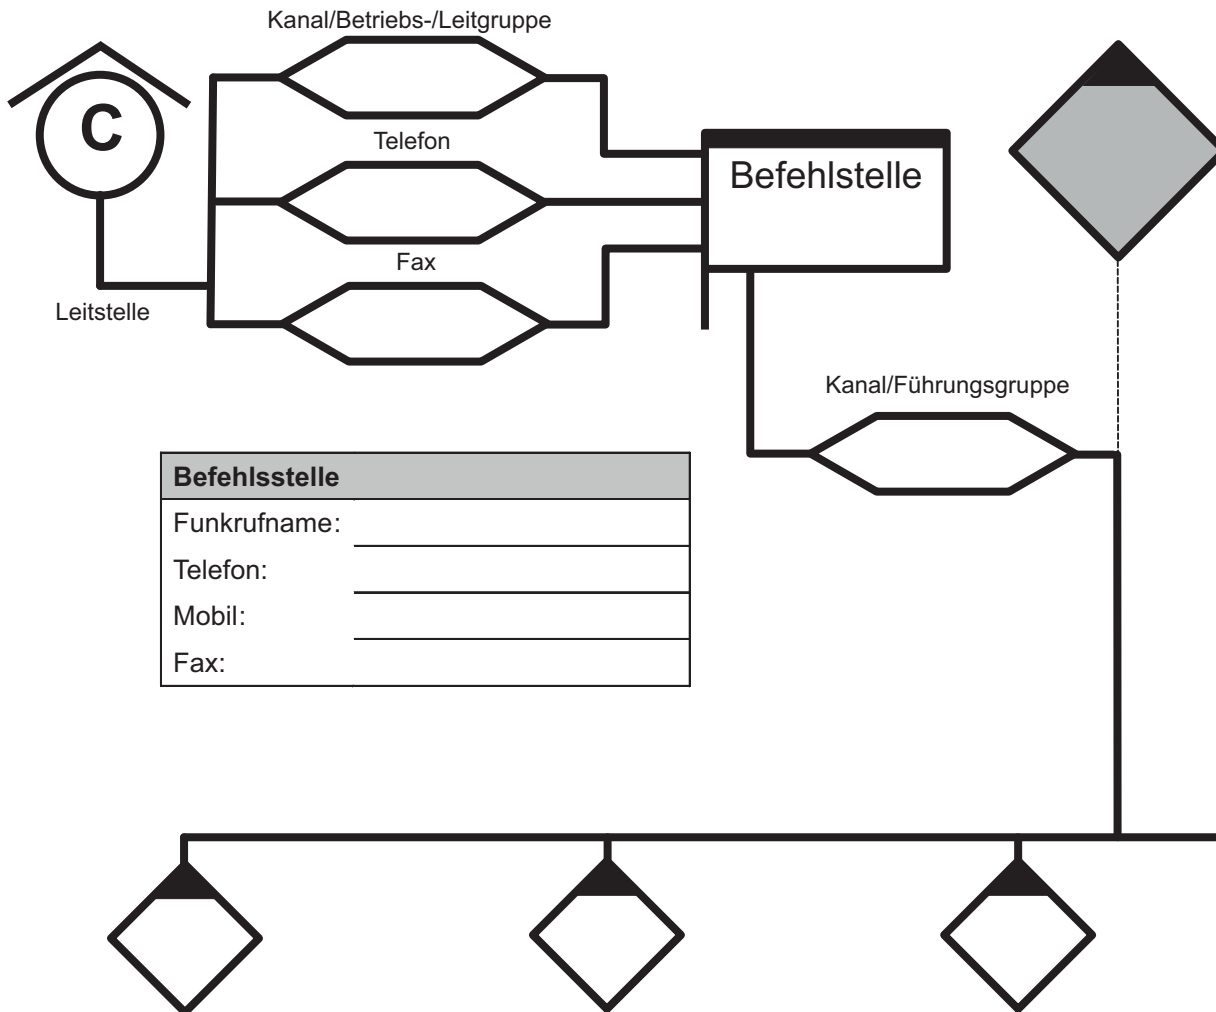 Kanal/Betriebs-/Leitgruppe
C
Telefon
Befehlstelle
Fax
Leitstelle
Kanal/Führungsgruppe
Befehlsstelle
Funkrufname:
Telefon:
Mobil:
Fax: